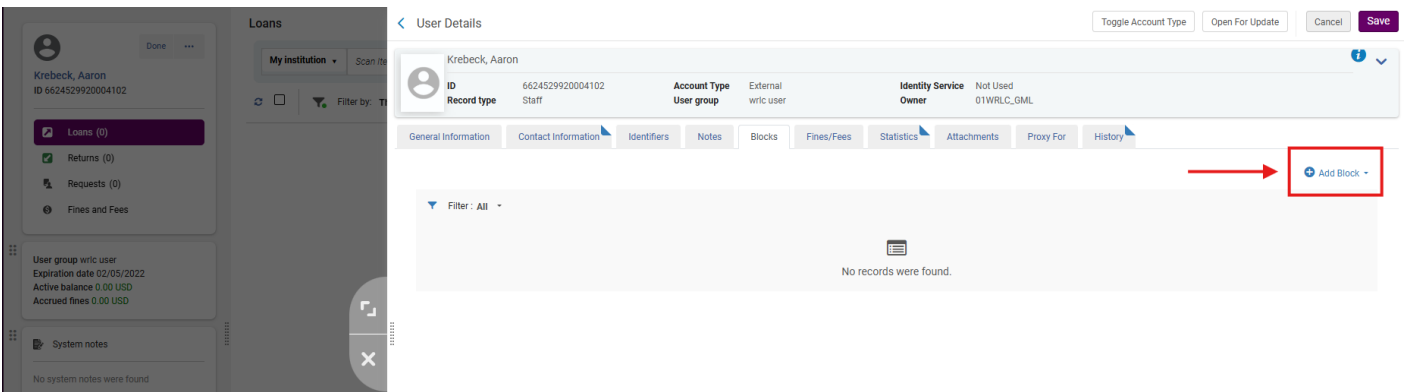 Done ...
Krebeck, Aaron
ID 6624529920004102
Loans (0)
Returns (0)
Requests (0)
Fines and Fees
User group wrlc user
Expiration date 02/05/2022
Active balance 0.00 USD
Accrued fines 0.00 USD
System notes
No system notes were found
Loans
My institution Scan ite
Filter by:
User Details
Toggle Account Type Open For Update Cancel Save
Krebeck, Aaron
ID 6624529920004102 Account Type External Identity Service Not Used
Record type Staff User group wrlc user Owner 01WRLC_GML
General Information Contact Information Identifiers Notes Blocks Fines/Fees Statistics Attachments Proxy For History
Add Block
Filter : All
No records were found.